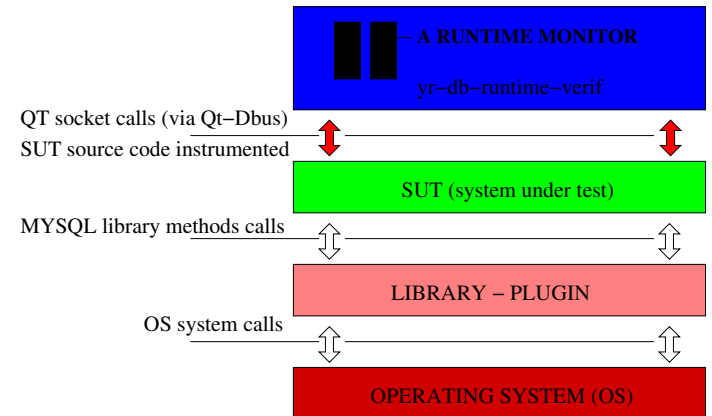 A RUNTIME MONITOR
yr−db−runtime−verif
QT socket calls (via Qt−Dbus)
SUT source code instrumented
SUT (system under test)
MYSQL library methods calls
LIBRARY − PLUGIN
OS system calls
OPERATING SYSTEM (OS)